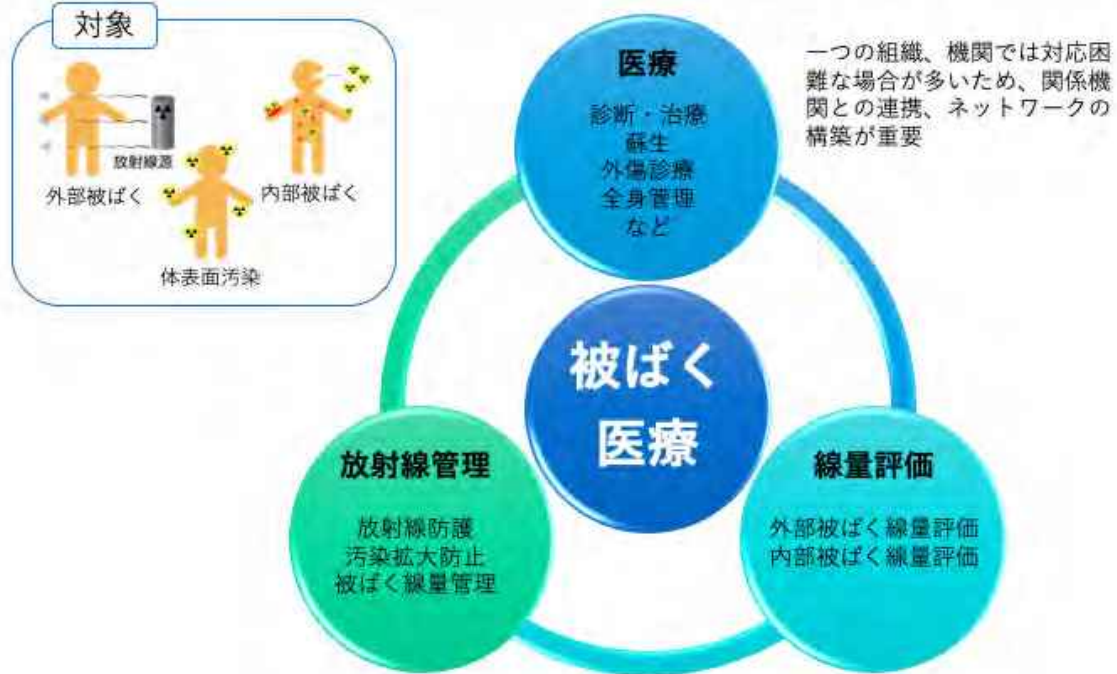 対象
放射線源
外部被ばく
内部被ばく
体表面汚染
医療
診断・治療
蘇生
外傷診療
全身管理
など
一つの組織、機関では対応困
難な場合が多いため、関係機
関との連携、ネットワークの
構築が重要
被ばく
医療
放射線管理
放射線防護
汚染拡大防止
被ばく線量管理
線量評価
外部被ばく線量評価
内部被ばく線量評価